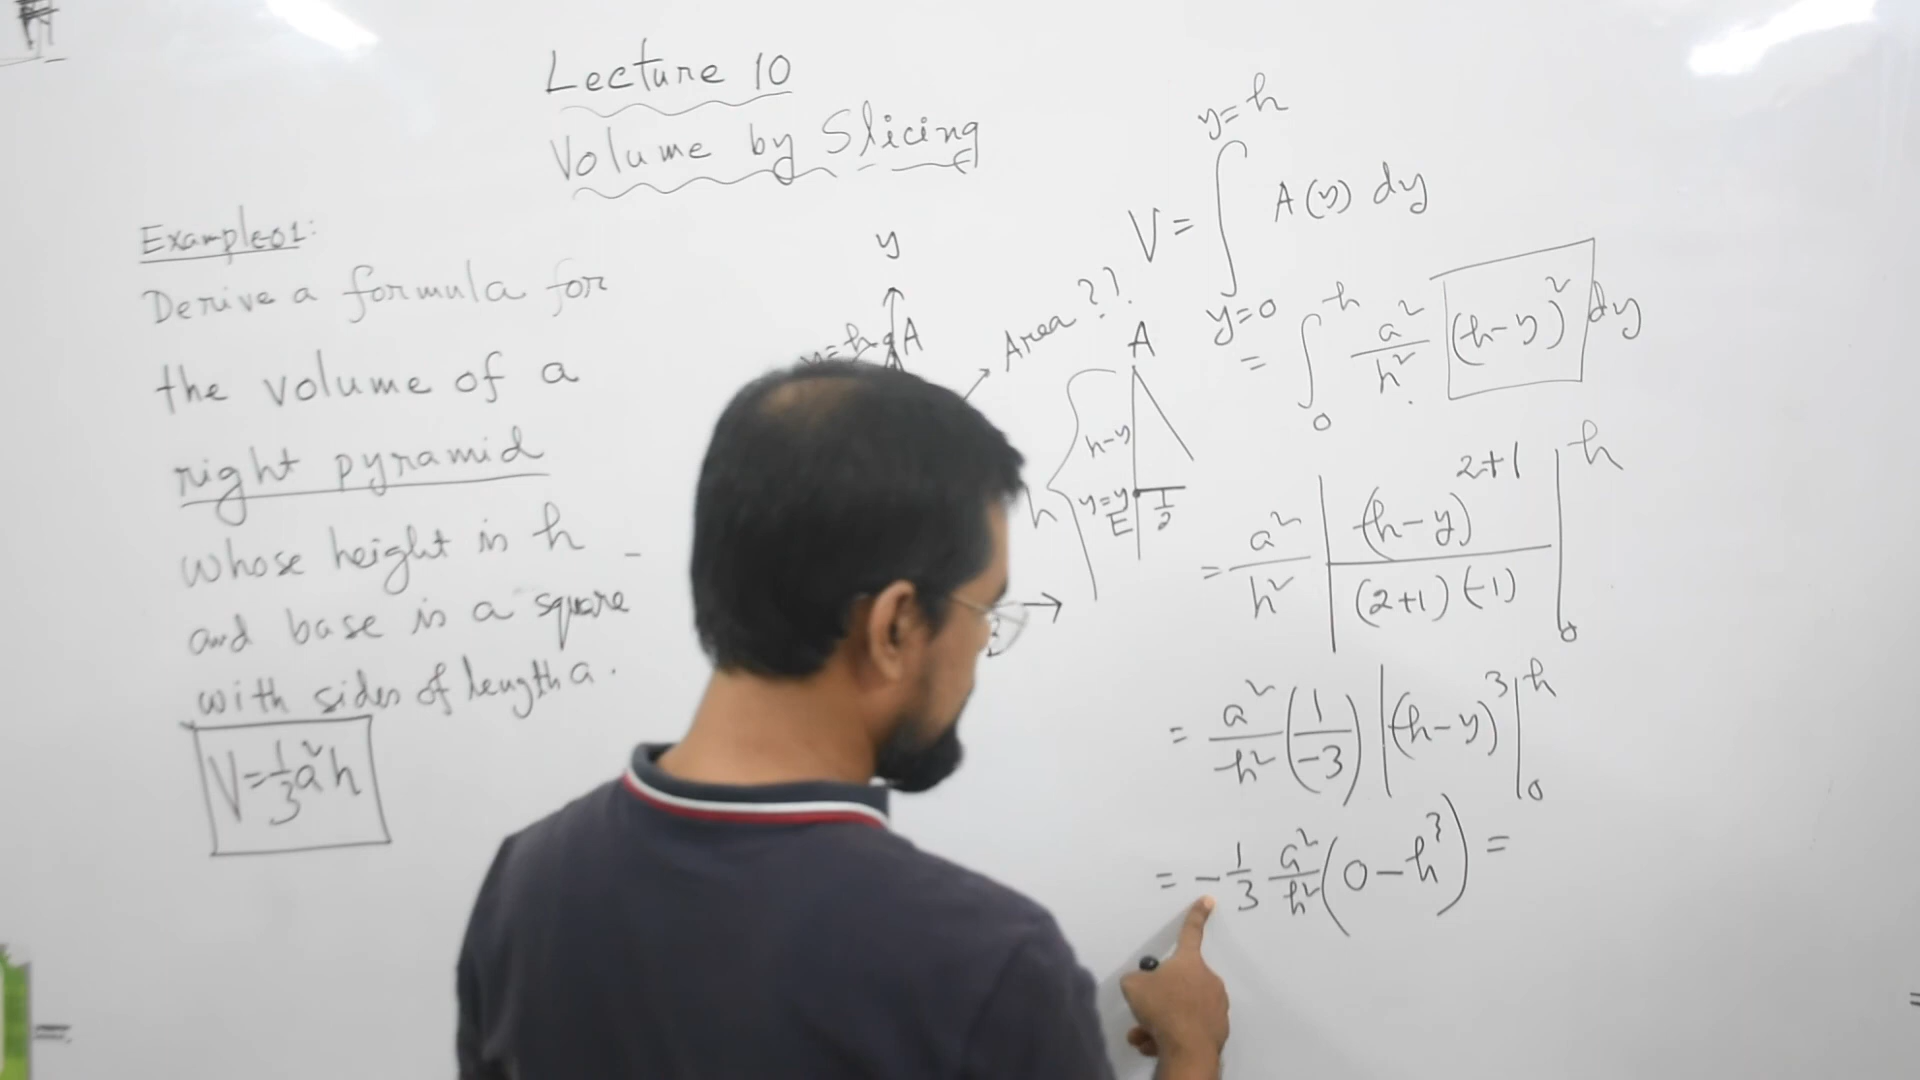 Lecture 10
Volume by Slicing
Example 01:
Derive a formula for
the volume of a
right pyramid
whose height is h
and base is a square
with sides of length a.
V=1/3 a²h
y
A
Area ??
A
h-y
h
y=y
E
1/2
y=h
V= ∫ A(y) dy
y=0
= ∫₀ʰ a²/h² (h-y)² dy
= a²/h² | (h-y)²⁺¹ / (2+1)(-1) |₀ʰ
= a²/h² (1/-3) |(h-y)³|₀ʰ
= -1/3 a²/h² (0-h³) =